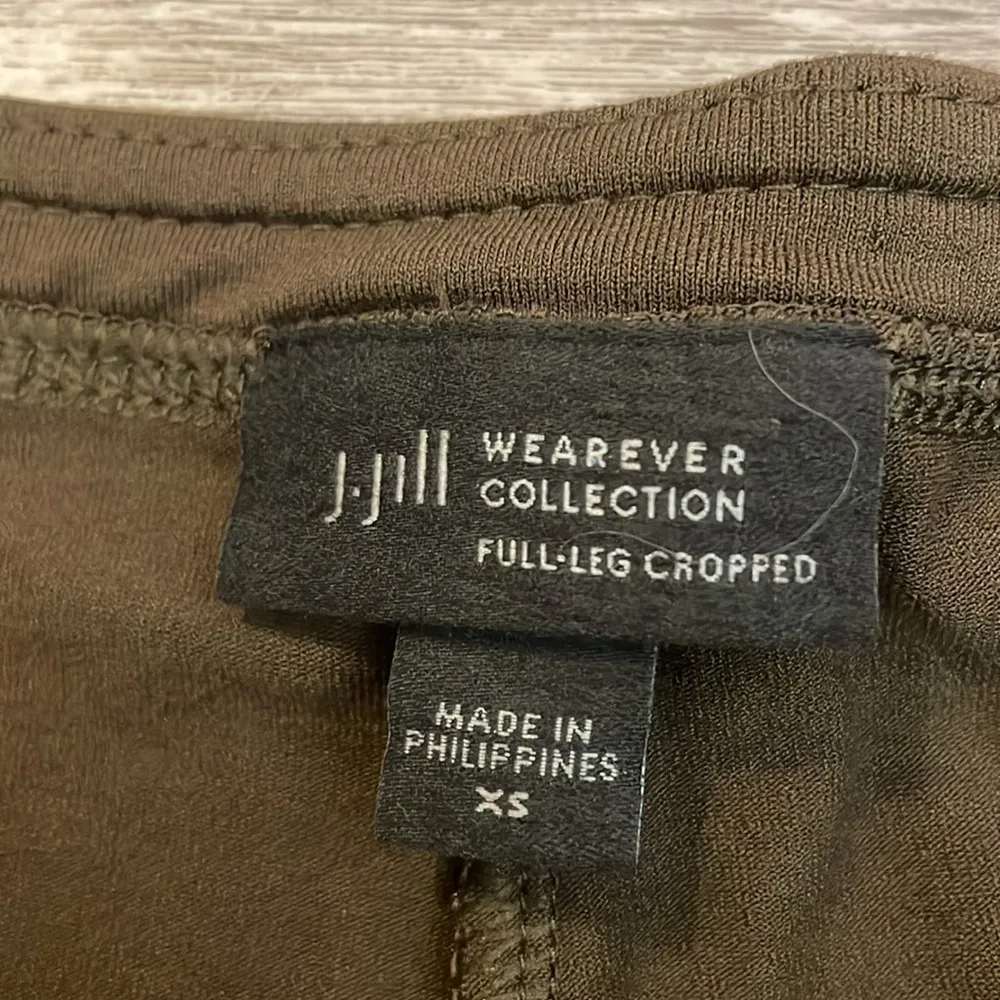 J.Jill WEAREVER
COLLECTION
FULL-LEG CROPPED
MADE IN
PHILIPPINES
XS